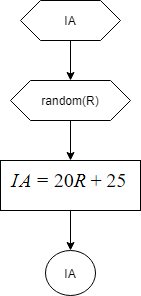 IA
random(R)
IA = 20R + 25
IA